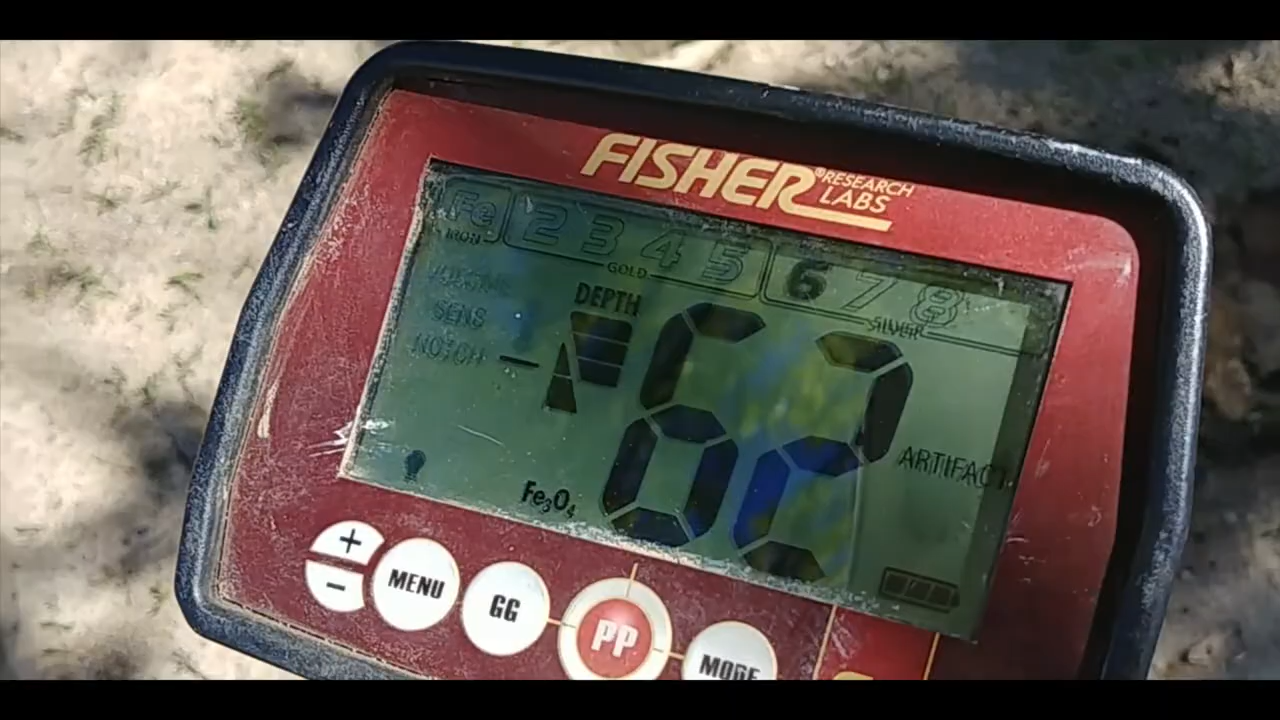 FISHER® RESEARCH
LABS
Fe 2 3 4 5 6 7 8
IRON GOLD SILVER
VOLUME
SENS
NOTCH
DEPTH
62
ARTIFACT
Fe3O4
+
−
MENU
GG
PP
MODE